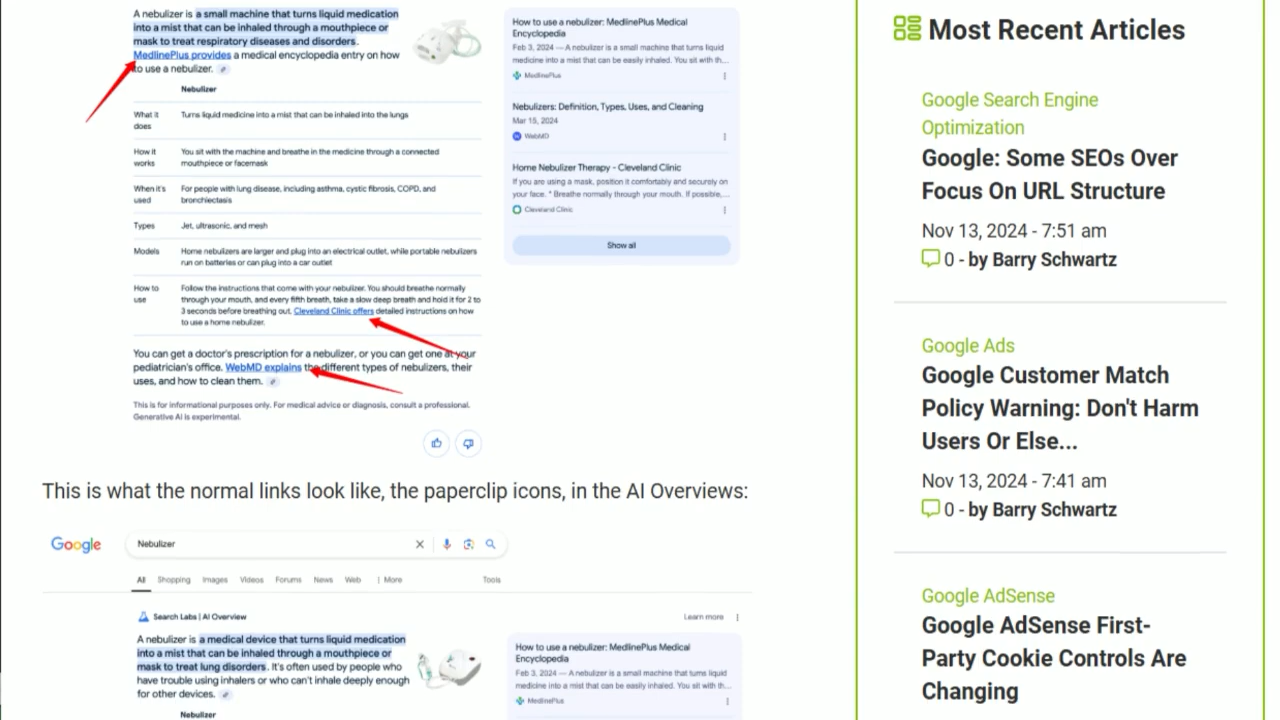 A nebulizer is a small machine that turns liquid medication
into a mist that can be inhaled through a mouthpiece or
mask to treat respiratory diseases and disorders.
MedlinePlus provides a medical encyclopedia entry on how
to use a nebulizer.
Nebulizer
What it does
Turns liquid medicine into a mist that can be inhaled into the lungs
How it works
You sit with the machine and breathe in the medicine through a connected
mouthpiece or facemask
When it's used
For people with lung disease, including asthma, cystic fibrosis, COPD, and
bronchiectasis
Types
Jet, ultrasonic, and mesh
Models
Home nebulizers are larger and plug into an electrical outlet, while portable nebulizers
run on batteries or can plug into a car outlet
How to use
Follow the instructions that come with your nebulizer. You should breathe normally
through your mouth, and every fifth breath, take a slow deep breath and hold it for 2 to
3 seconds before breathing out. Cleveland Clinic offers detailed instructions on how
to use a home nebulizer.
You can get a doctor's prescription for a nebulizer, or you can get one at your
pediatrician's office. WebMD explains the different types of nebulizers, their
uses, and how to clean them.
This is for informational purposes only. For medical advice or diagnosis, consult a professional.
Generative AI is experimental.
How to use a nebulizer: MedlinePlus Medical
Encyclopedia
Feb 3, 2024 — A nebulizer is a small machine that turns liquid
medicine into a mist that can be easily inhaled. You sit with th...
MedlinePlus
Nebulizers: Definition, Types, Uses, and Cleaning
Mar 15, 2024
WebMD
Home Nebulizer Therapy - Cleveland Clinic
If you are using a mask, position it comfortably and securely on
your face. * Breathe normally through your mouth. If possible,...
Cleveland Clinic
Show all
This is what the normal links look like, the paperclip icons, in the AI Overviews:
Google
Nebulizer
All Shopping Images Videos Forums News Web More Tools
Search Labs | AI Overview
Learn more
A nebulizer is a medical device that turns liquid medication
into a mist that can be inhaled through a mouthpiece or
mask to treat lung disorders. It's often used by people who
have trouble using inhalers or who can't inhale deeply enough
for other devices.
Nebulizer
How to use a nebulizer: MedlinePlus Medical
Encyclopedia
Feb 3, 2024 — A nebulizer is a small machine that turns liquid
medicine into a mist that can be easily inhaled. You sit with th...
MedlinePlus
Most Recent Articles
Google Search Engine
Optimization
Google: Some SEOs Over
Focus On URL Structure
Nov 13, 2024 - 7:51 am
0 - by Barry Schwartz
Google Ads
Google Customer Match
Policy Warning: Don't Harm
Users Or Else...
Nov 13, 2024 - 7:41 am
0 - by Barry Schwartz
Google AdSense
Google AdSense First-
Party Cookie Controls Are
Changing